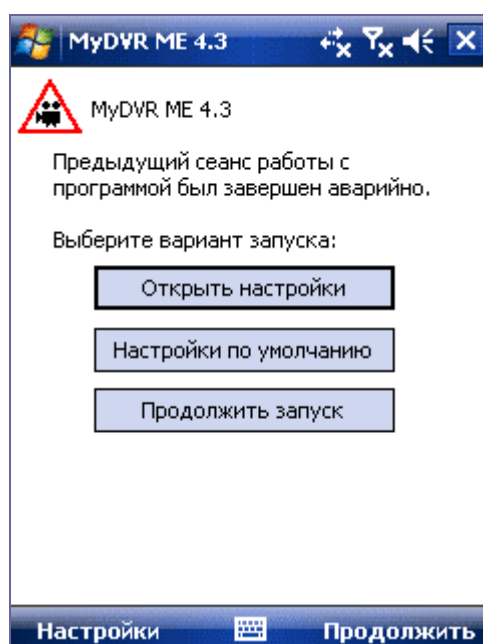 MyDVR ME 4.3
MyDVR ME 4.3
Предыдущий сеанс работы с
программой был завершен аварийно.
Выберите вариант запуска:
Открыть настройки
Настройки по умолчанию
Продолжить запуск
Настройки Продолжить